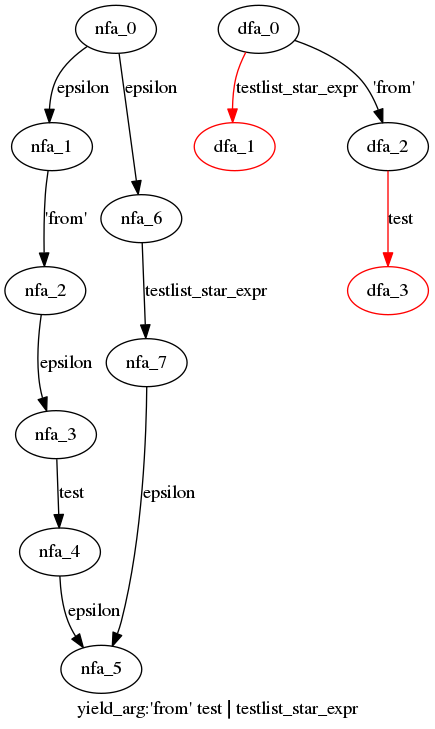 nfa_0
dfa_0
epsilon
epsilon
testlist_star_expr
'from'
nfa_1
dfa_1
dfa_2
'from'
nfa_6
test
nfa_2
testlist_star_expr
dfa_3
epsilon
nfa_7
nfa_3
test
epsilon
nfa_4
epsilon
nfa_5
yield_arg:'from' test | testlist_star_expr